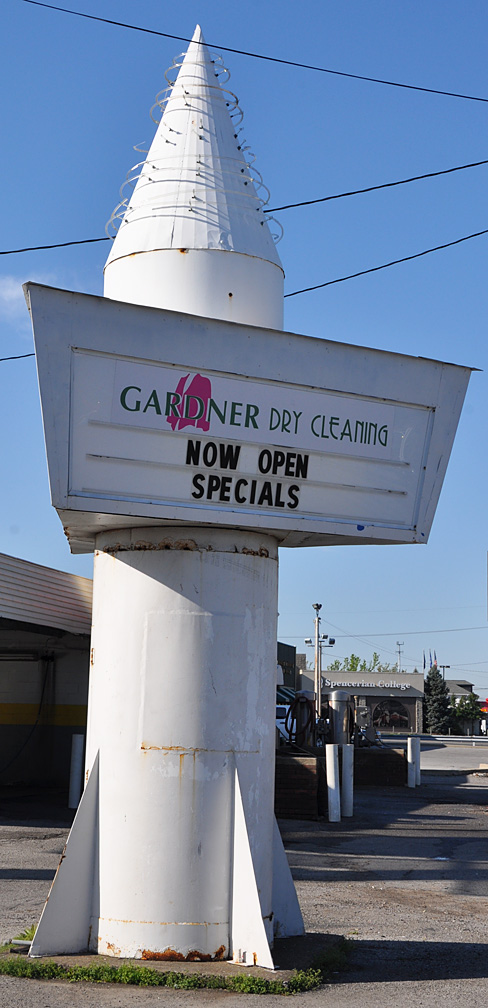 GARDNER DRY CLEANING
NOW OPEN
SPECIALS
Spencerian College